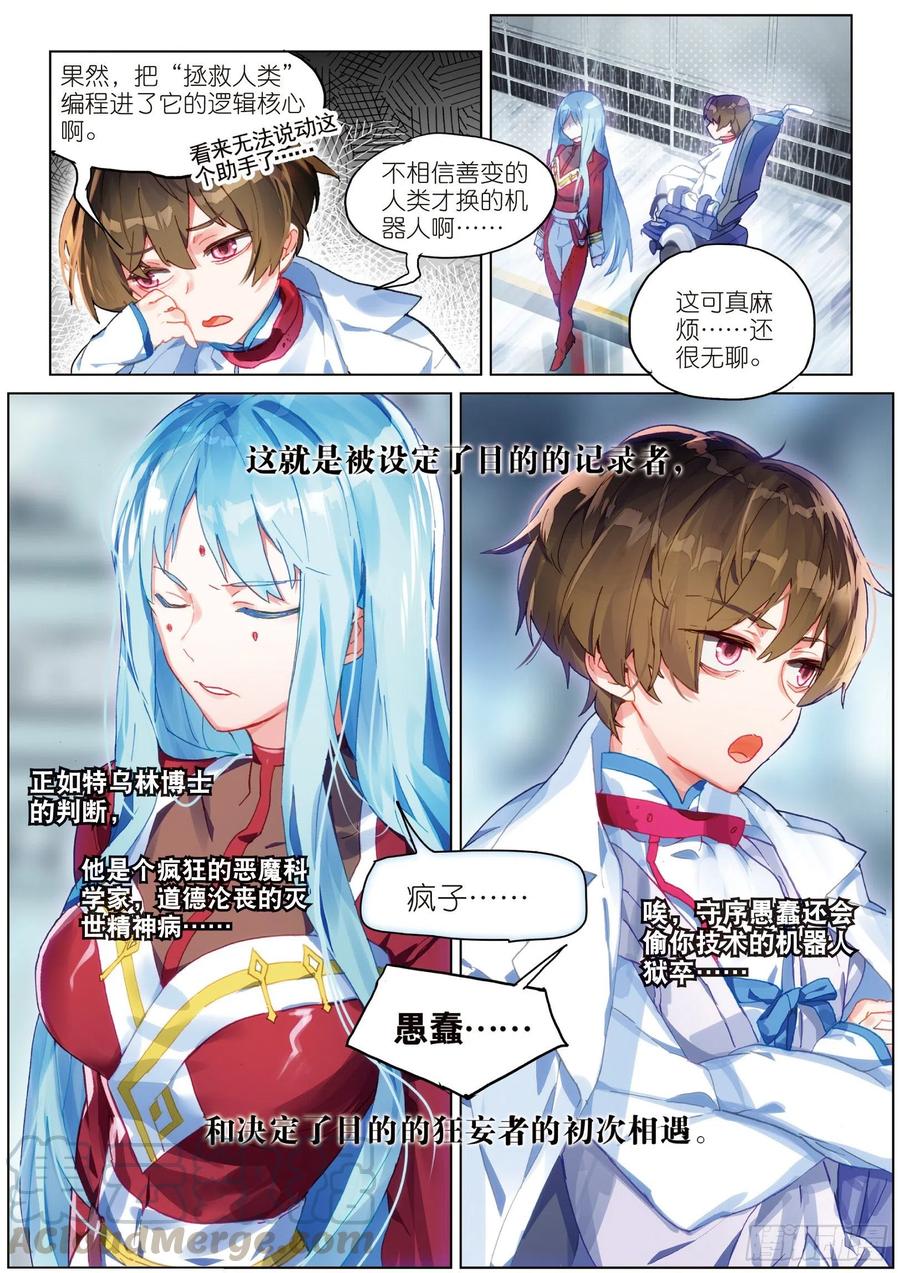 果然，把“拯救人类”
编程进了它的逻辑核心
啊。
看来无法说动这
个助手了……
不相信善变的
人类才换的机
器人啊……
这可真麻
烦……还
很无聊。
这就是被设定了目的的记录者，
正如特乌林博士
的判断，
他是个疯狂的恶魔科
学家，道德沦丧的灭
世精神病……
疯子……
唉，守序愚蠢还会
偷你技术的机器人
狱卒……
愚蠢……
和决定了目的的狂妄者的初次相遇。
AcloudMerge.com